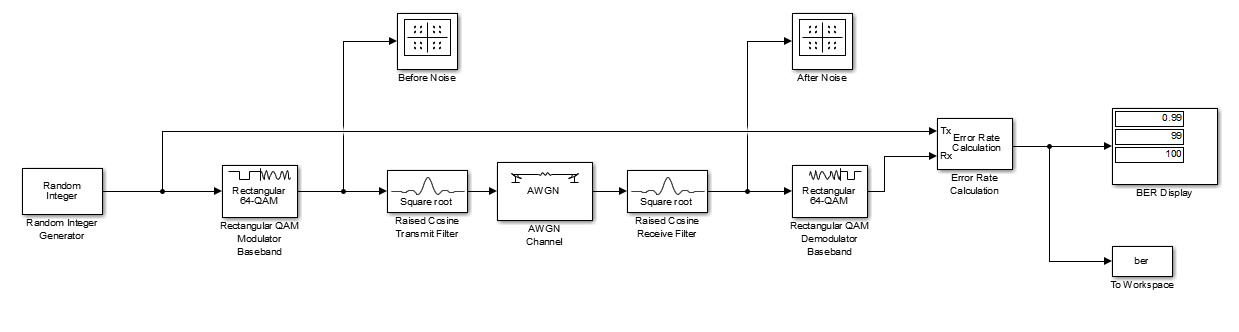 Before Noise
After Noise
Tx
Rx
Error Rate
Calculation
Error Rate
Calculation
0.99
99
100
BER Display
Random
Integer
Random Integer
Generator
Rectangular
64-QAM
Rectangular QAM
Modulator
Baseband
Square root
Raised Cosine
Transmit Filter
AWGN
AWGN
Channel
Square root
Raised Cosine
Receive Filter
Rectangular
64-QAM
Rectangular QAM
Demodulator
Baseband
ber
To Workspace